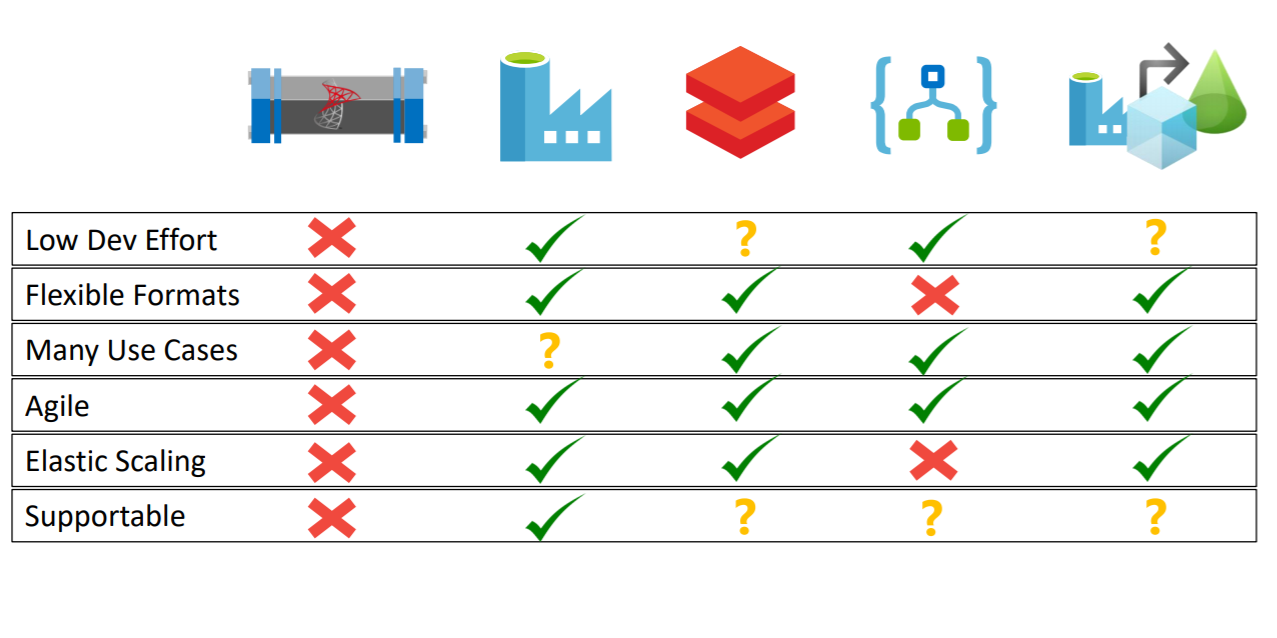 Low Dev Effort ? ?
Flexible Formats
Many Use Cases ?
Agile
Elastic Scaling
Supportable ? ? ?